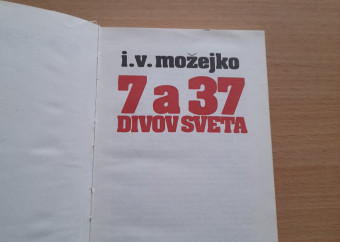 i.v. možejko
7 a 37
DIVOV SVETA